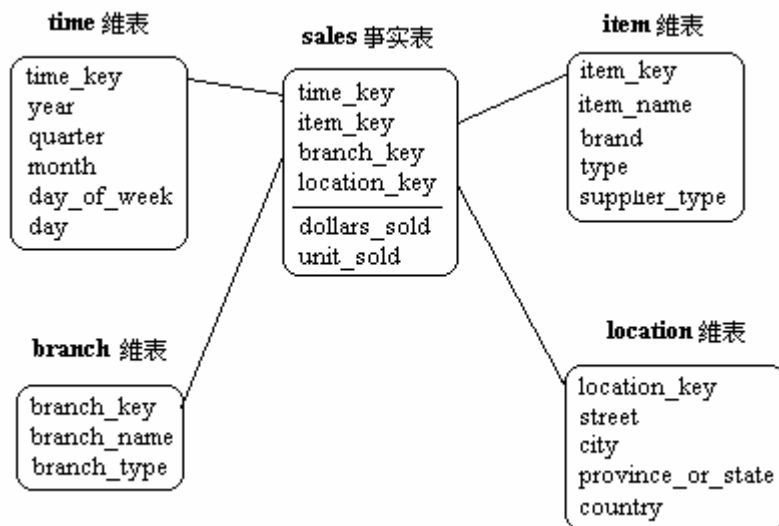 time 维表
time_key
year
quarter
month
day_of_week
day
sales 事实表
time_key
item_key
branch_key
location_key
dollars_sold
unit_sold
item 维表
item_key
item_name
brand
type
supplier_type
branch 维表
branch_key
branch_name
branch_type
location 维表
location_key
street
city
province_or_state
country